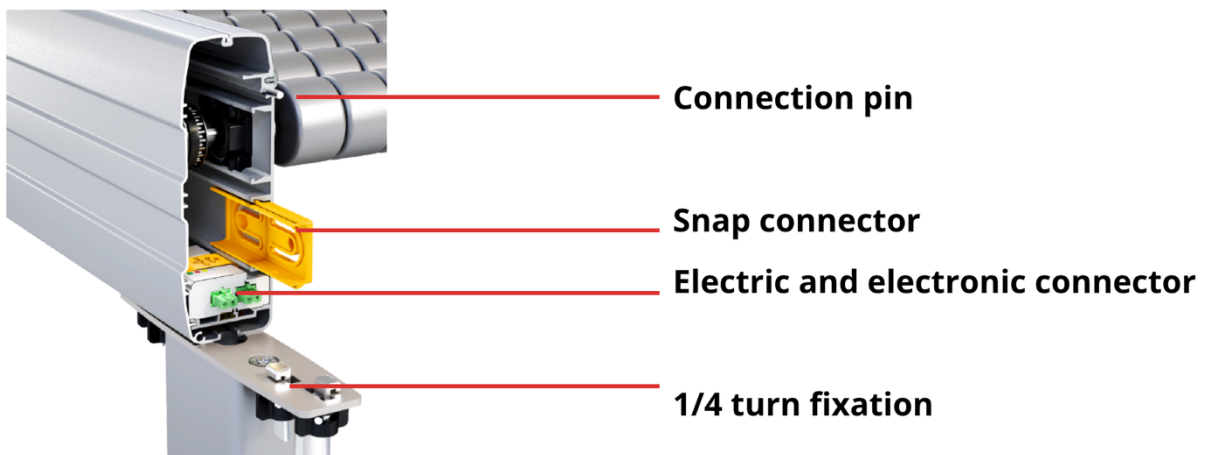 Connection pin
Snap connector
Electric and electronic connector
1/4 turn fixation